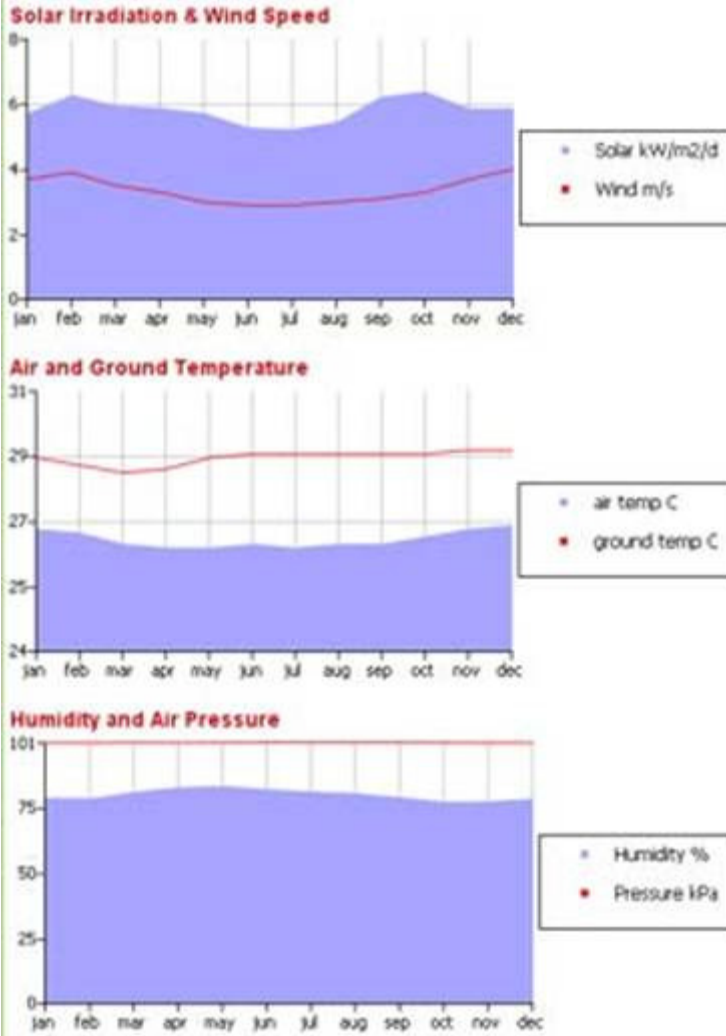 Solar Irradiation & Wind Speed
8
6
4
2
0
jan feb mar apr may jun jul aug sep oct nov dec
Solar kW/m2/d
Wind m/s
Air and Ground Temperature
31
29
27
25
24
jan feb mar apr may jun jul aug sep oct nov dec
air temp C
ground temp C
Humidity and Air Pressure
101
75
50
25
0
jan feb mar apr may jun jul aug sep oct nov dec
Humidity %
Pressure kPa